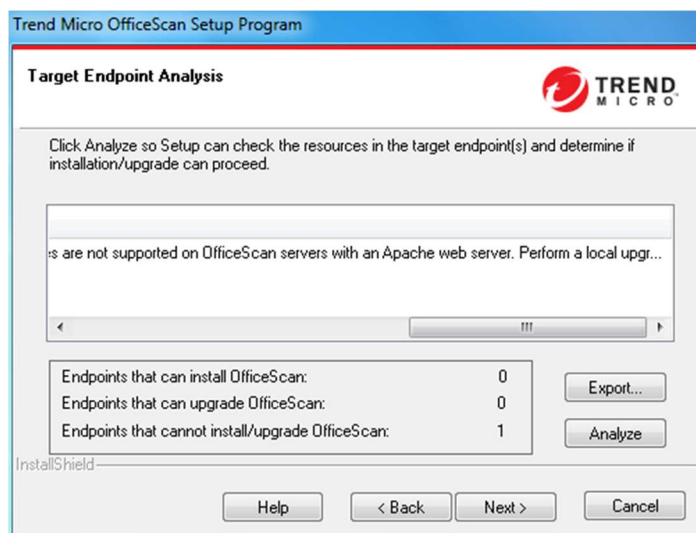 Trend Micro OfficeScan Setup Program
Target Endpoint Analysis
TREND
MICRO
Click Analyze so Setup can check the resources in the target endpoint(s) and determine if
installation/upgrade can proceed.
es are not supported on OfficeScan servers with an Apache web server. Perform a local upgr...
Endpoints that can install OfficeScan: 0
Endpoints that can upgrade OfficeScan: 0
Endpoints that cannot install/upgrade OfficeScan: 1
Export...
Analyze
InstallShield
Help
< Back
Next >
Cancel